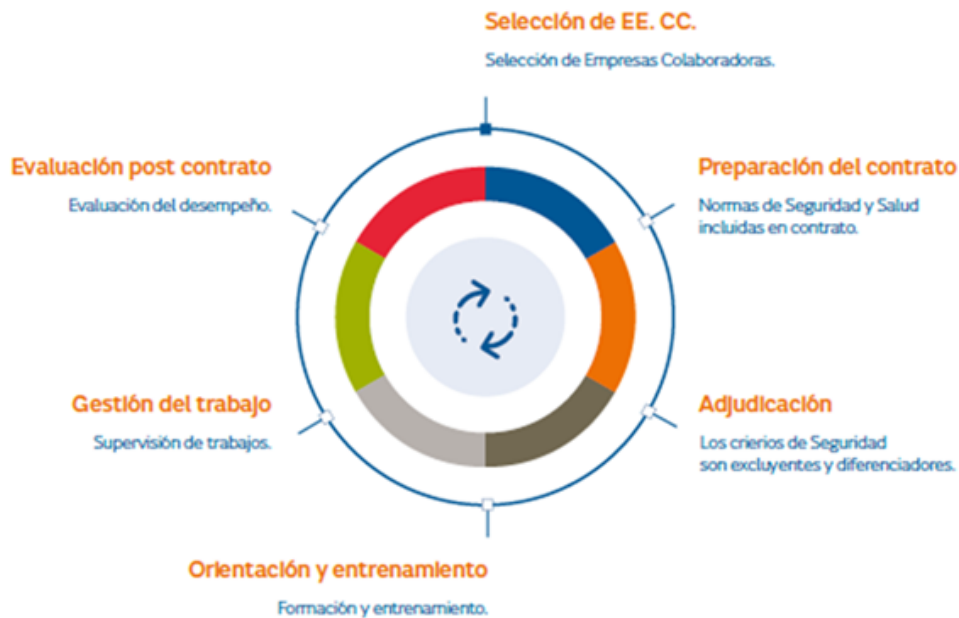 Selección de EE. CC.
Selección de Empresas Colaboradoras.
Preparación del contrato
Normas de Seguridad y Salud
incluidas en contrato.
Adjudicación
Los crierios de Seguridad
son excluyentes y diferenciadores.
Orientación y entrenamiento
Formación y entrenamiento.
Gestión del trabajo
Supervisión de trabajos.
Evaluación post contrato
Evaluación del desempeño.